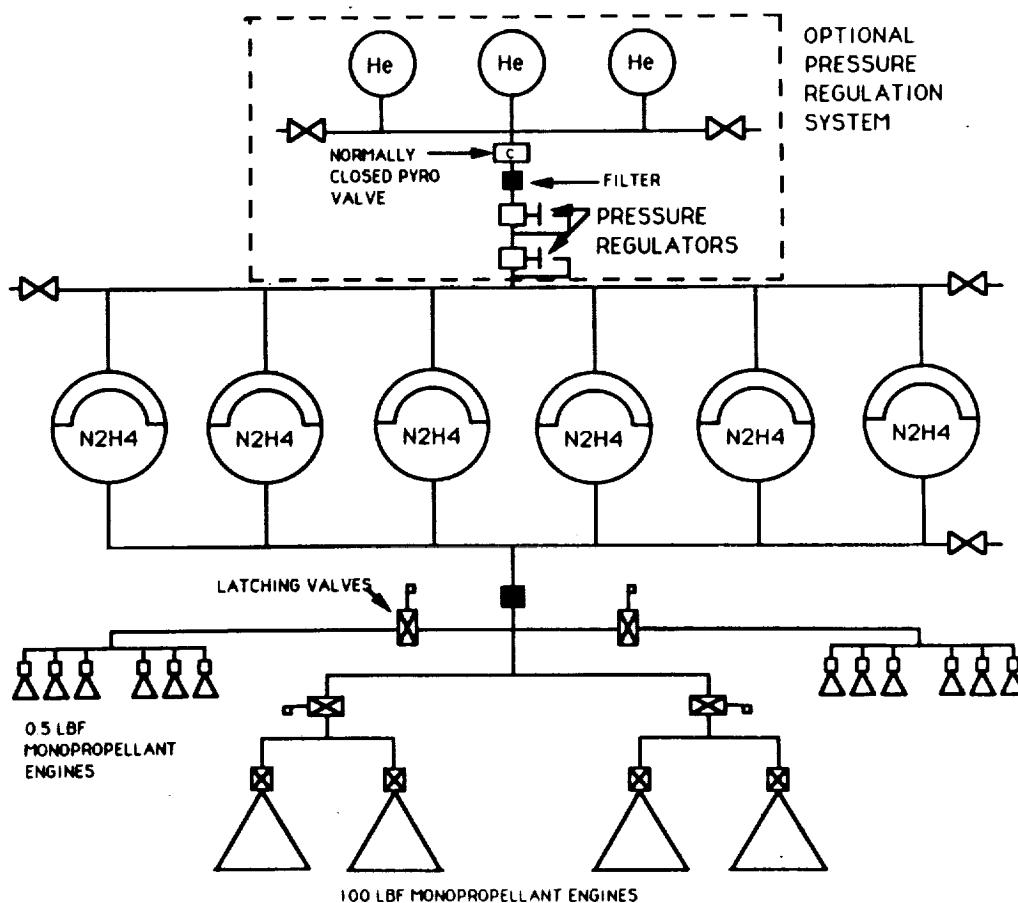 OPTIONAL
PRESSURE
REGULATION
SYSTEM
He He He
NORMALLY
CLOSED PYRO
VALVE
C
FILTER
PRESSURE
REGULATORS
N2H4 N2H4 N2H4 N2H4 N2H4 N2H4
LATCHING VALVES
0.5 LBF
MONOPROPELLANT
ENGINES
100 LBF MONOPROPELLANT ENGINES